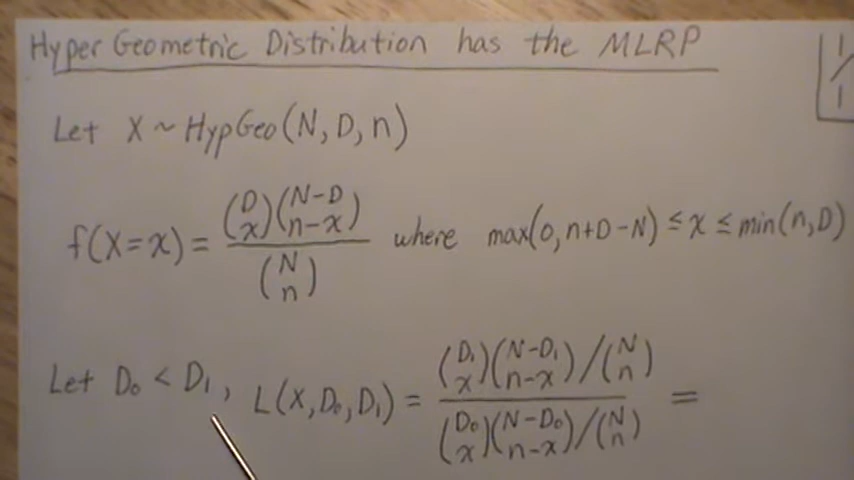 Hyper Geometric Distribution has the MLRP
Let X ~ HypGeo(N, D, n)
f(X=x) = (D x)(N-D n-x) / (N n) where max(0, n+D-N) ≤ x ≤ min(n, D)
Let D₀ < D₁, L(X, D₀, D₁) = (D₁ x)(N-D₁ n-x)/(N n) / (D₀ x)(N-D₀ n-x)/(N n) =